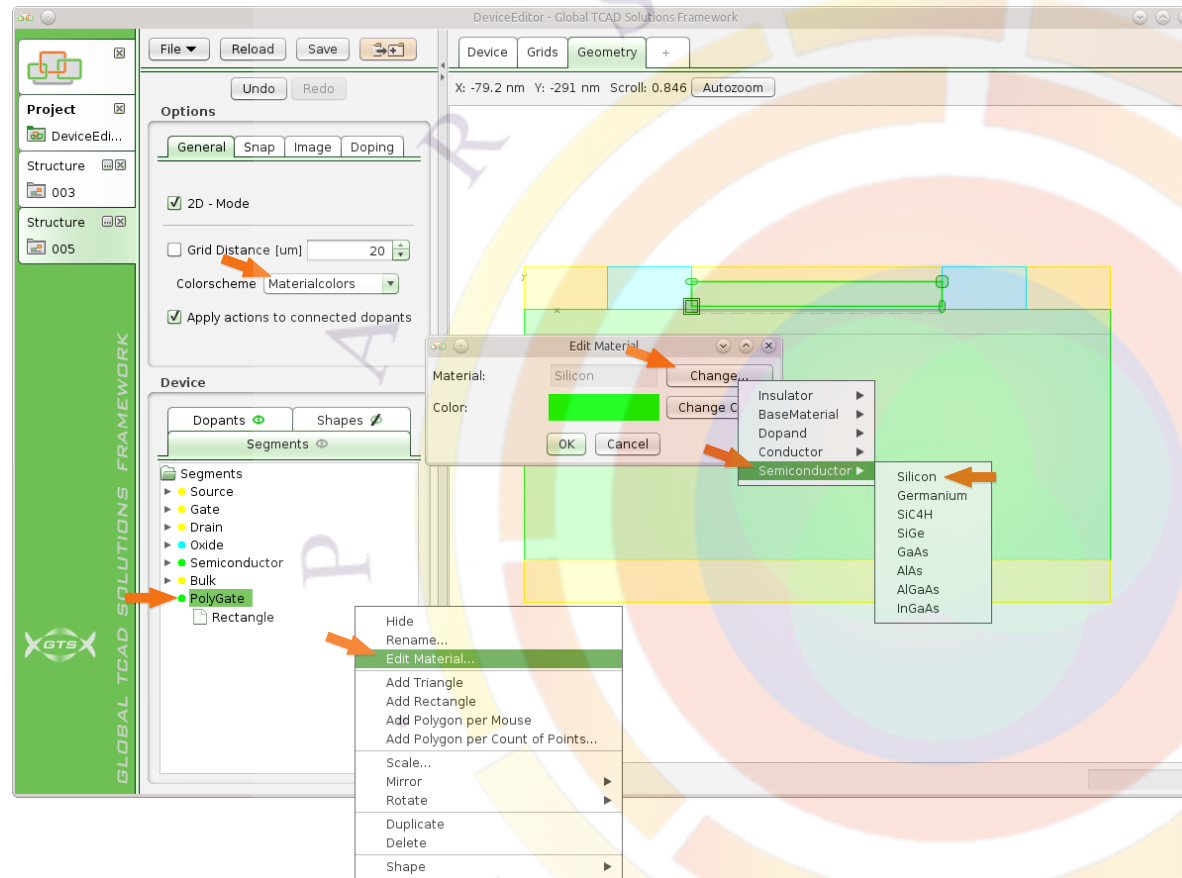 DeviceEditor - Global TCAD Solutions Framework
File
Reload
Save
Device
Grids
Geometry
+
Undo
Redo
X: -79.2 nm Y: -291 nm Scroll: 0.846
Autozoom
Project
DeviceEdi...
Structure
003
Structure
005
Options
General
Snap
Image
Doping
2D - Mode
Grid Distance [um]
20
Colorscheme
Materialcolors
Apply actions to connected dopants
y
x
Edit Material
Material:
Silicon
Change...
Color:
Change C
OK
Cancel
Insulator
BaseMaterial
Dopand
Conductor
Semiconductor
Silicon
Germanium
SiC4H
SiGe
GaAs
AlAs
AlGaAs
InGaAs
Device
Dopants
Shapes
Segments
Segments
Source
Gate
Drain
Oxide
Semiconductor
Bulk
PolyGate
Rectangle
Hide
Rename...
Edit Material...
Add Triangle
Add Rectangle
Add Polygon per Mouse
Add Polygon per Count of Points...
Scale...
Mirror
Rotate
Duplicate
Delete
Shape
GTS
GLOBAL TCAD SOLUTIONS FRAMEWORK
P A R S